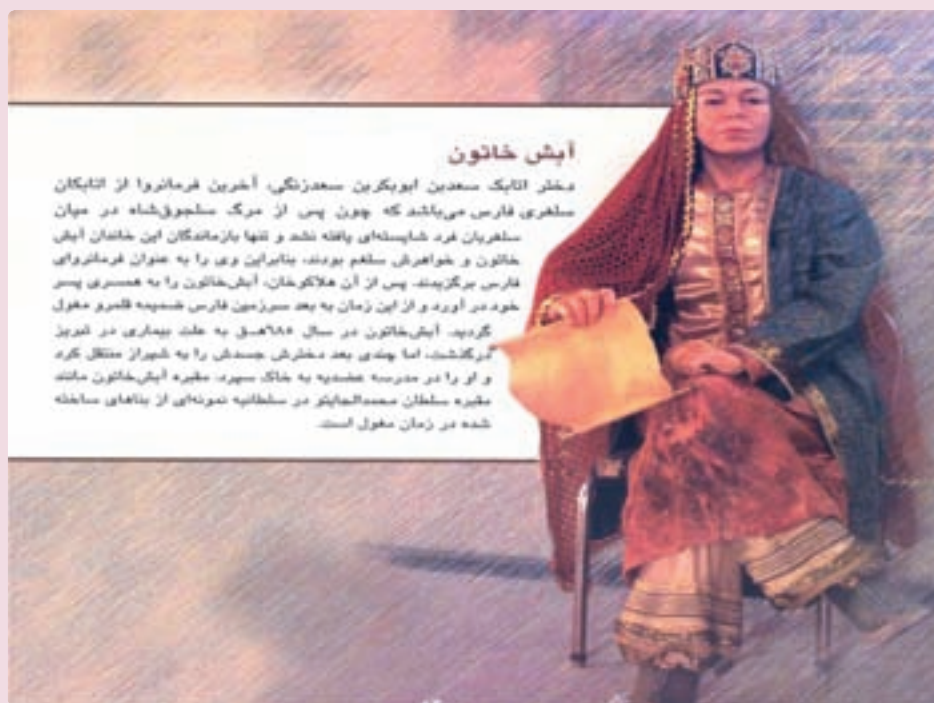 آبش خاتون
دختر اتابک سعدبن ابوبکربن سعدزنگی، آخرین فرمانروا از اتابکان
سلغری فارس می‌باشد که چون پس از مرگ سلجوق‌شاه در میان
سلغریان فرد شایسته‌ای یافته نشد و تنها بازماندگان این خاندان آبش
خاتون و خواهرش سلغم بودند، بنابراین وی را به عنوان فرمانروای
فارس برگزیدند. پس از آن هلاکوخان، آبش‌خاتون را به همسری پسر
خود در آورد و از این زمان به بعد سرزمین فارس ضمیمه قلمرو مغول
گردید. آبش‌خاتون در سال ۶۸۵هـ.ق به علت بیماری در تبریز
درگذشت، اما چندی بعد دخترش جسدش را به شیراز منتقل کرد
و او را در مدرسه عضدیه به خاک سپرد. مقبره آبش‌خاتون مانند
مقبره سلطان محمدالجایتو در سلطانیه نمونه‌ای از بناهای ساخته
شده در زمان مغول است.